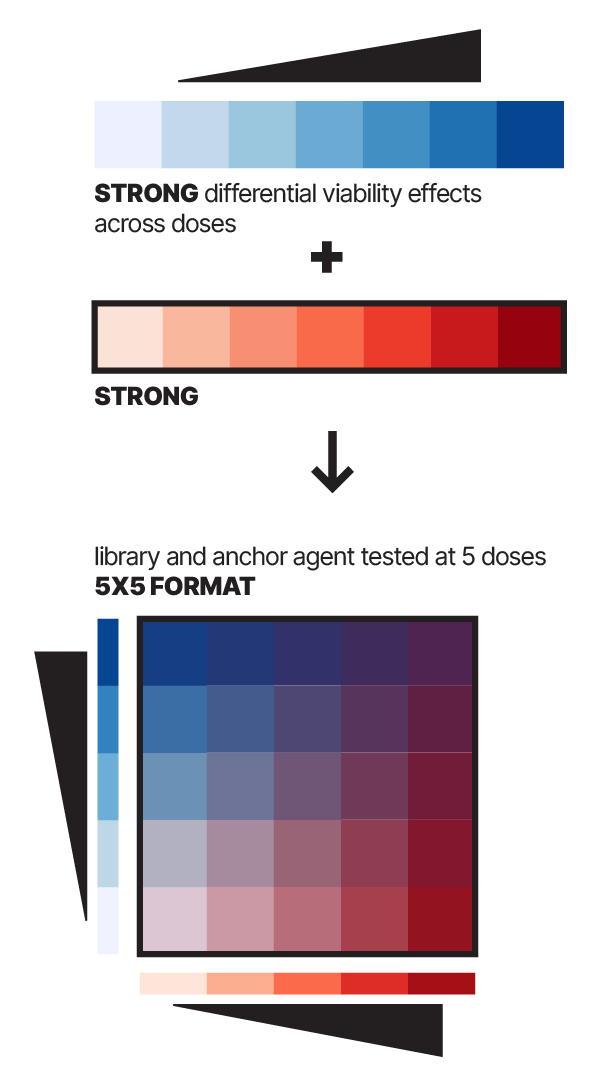 STRONG differential viability effects
across doses
STRONG
library and anchor agent tested at 5 doses
5X5 FORMAT